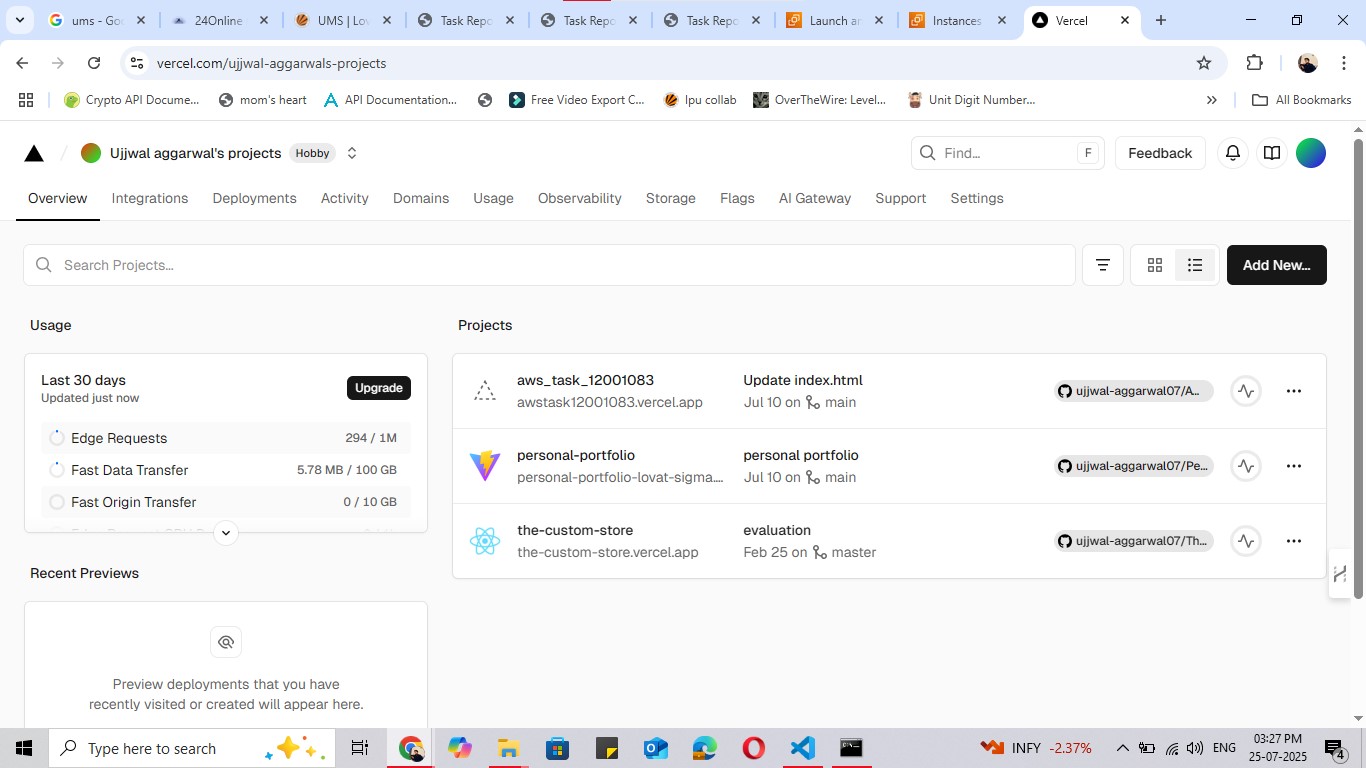 ums - Goo
24Online
UMS | Lov
Task Repo
Task Repo
Task Repo
Launch an
Instances
Vercel
vercel.com/ujjwal-aggarwals-projects
Crypto API Docume...
mom's heart
API Documentation...
Free Video Export C...
lpu collab
OverTheWire: Level...
Unit Digit Number...
»
All Bookmarks
Ujjwal aggarwal's projects
Hobby
Find...
F
Feedback
Overview
Integrations
Deployments
Activity
Domains
Usage
Observability
Storage
Flags
AI Gateway
Support
Settings
Search Projects...
Add New...
Usage
Last 30 days
Updated just now
Upgrade
Edge Requests
294 / 1M
Fast Data Transfer
5.78 MB / 100 GB
Fast Origin Transfer
0 / 10 GB
Recent Previews
Preview deployments that you have
recently visited or created will appear here.
Projects
aws_task_12001083
awstask12001083.vercel.app
Update index.html
Jul 10 on main
ujjwal-aggarwal07/A...
personal-portfolio
personal-portfolio-lovat-sigma....
personal portfolio
Jul 10 on main
ujjwal-aggarwal07/Pe...
the-custom-store
the-custom-store.vercel.app
evaluation
Feb 25 on master
ujjwal-aggarwal07/Th...
Type here to search
INFY -2.37%
ENG
03:27 PM
25-07-2025
4